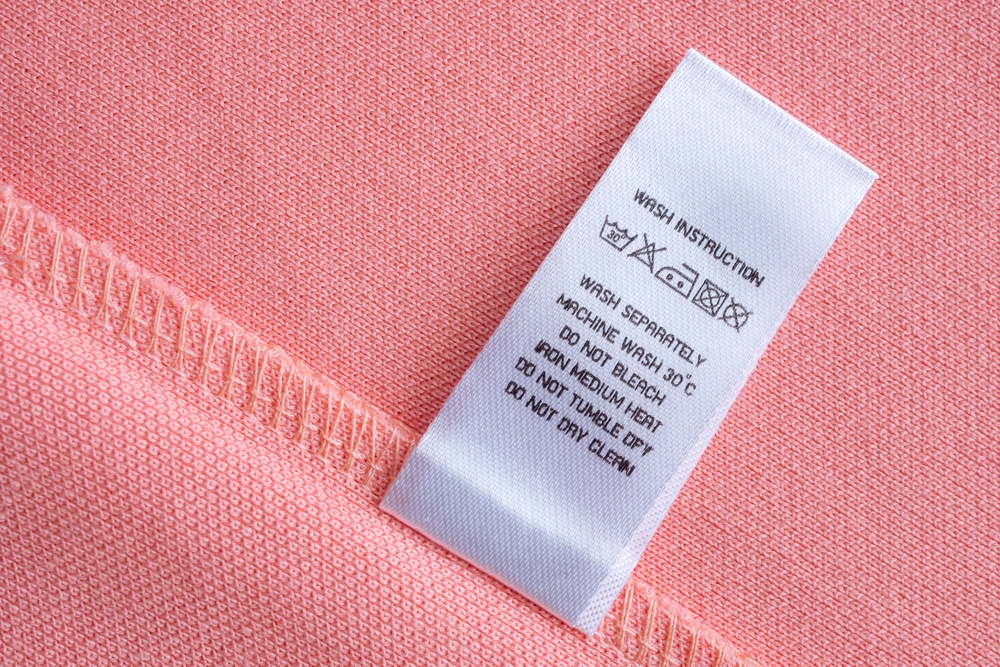 WASH INSTRUCTION
30°
WASH SEPARATELY
MACHINE WASH 30°C
DO NOT BLEACH
IRON MEDIUM HEAT
DO NOT TUMBLE DRY
DO NOT DRY CLEAN